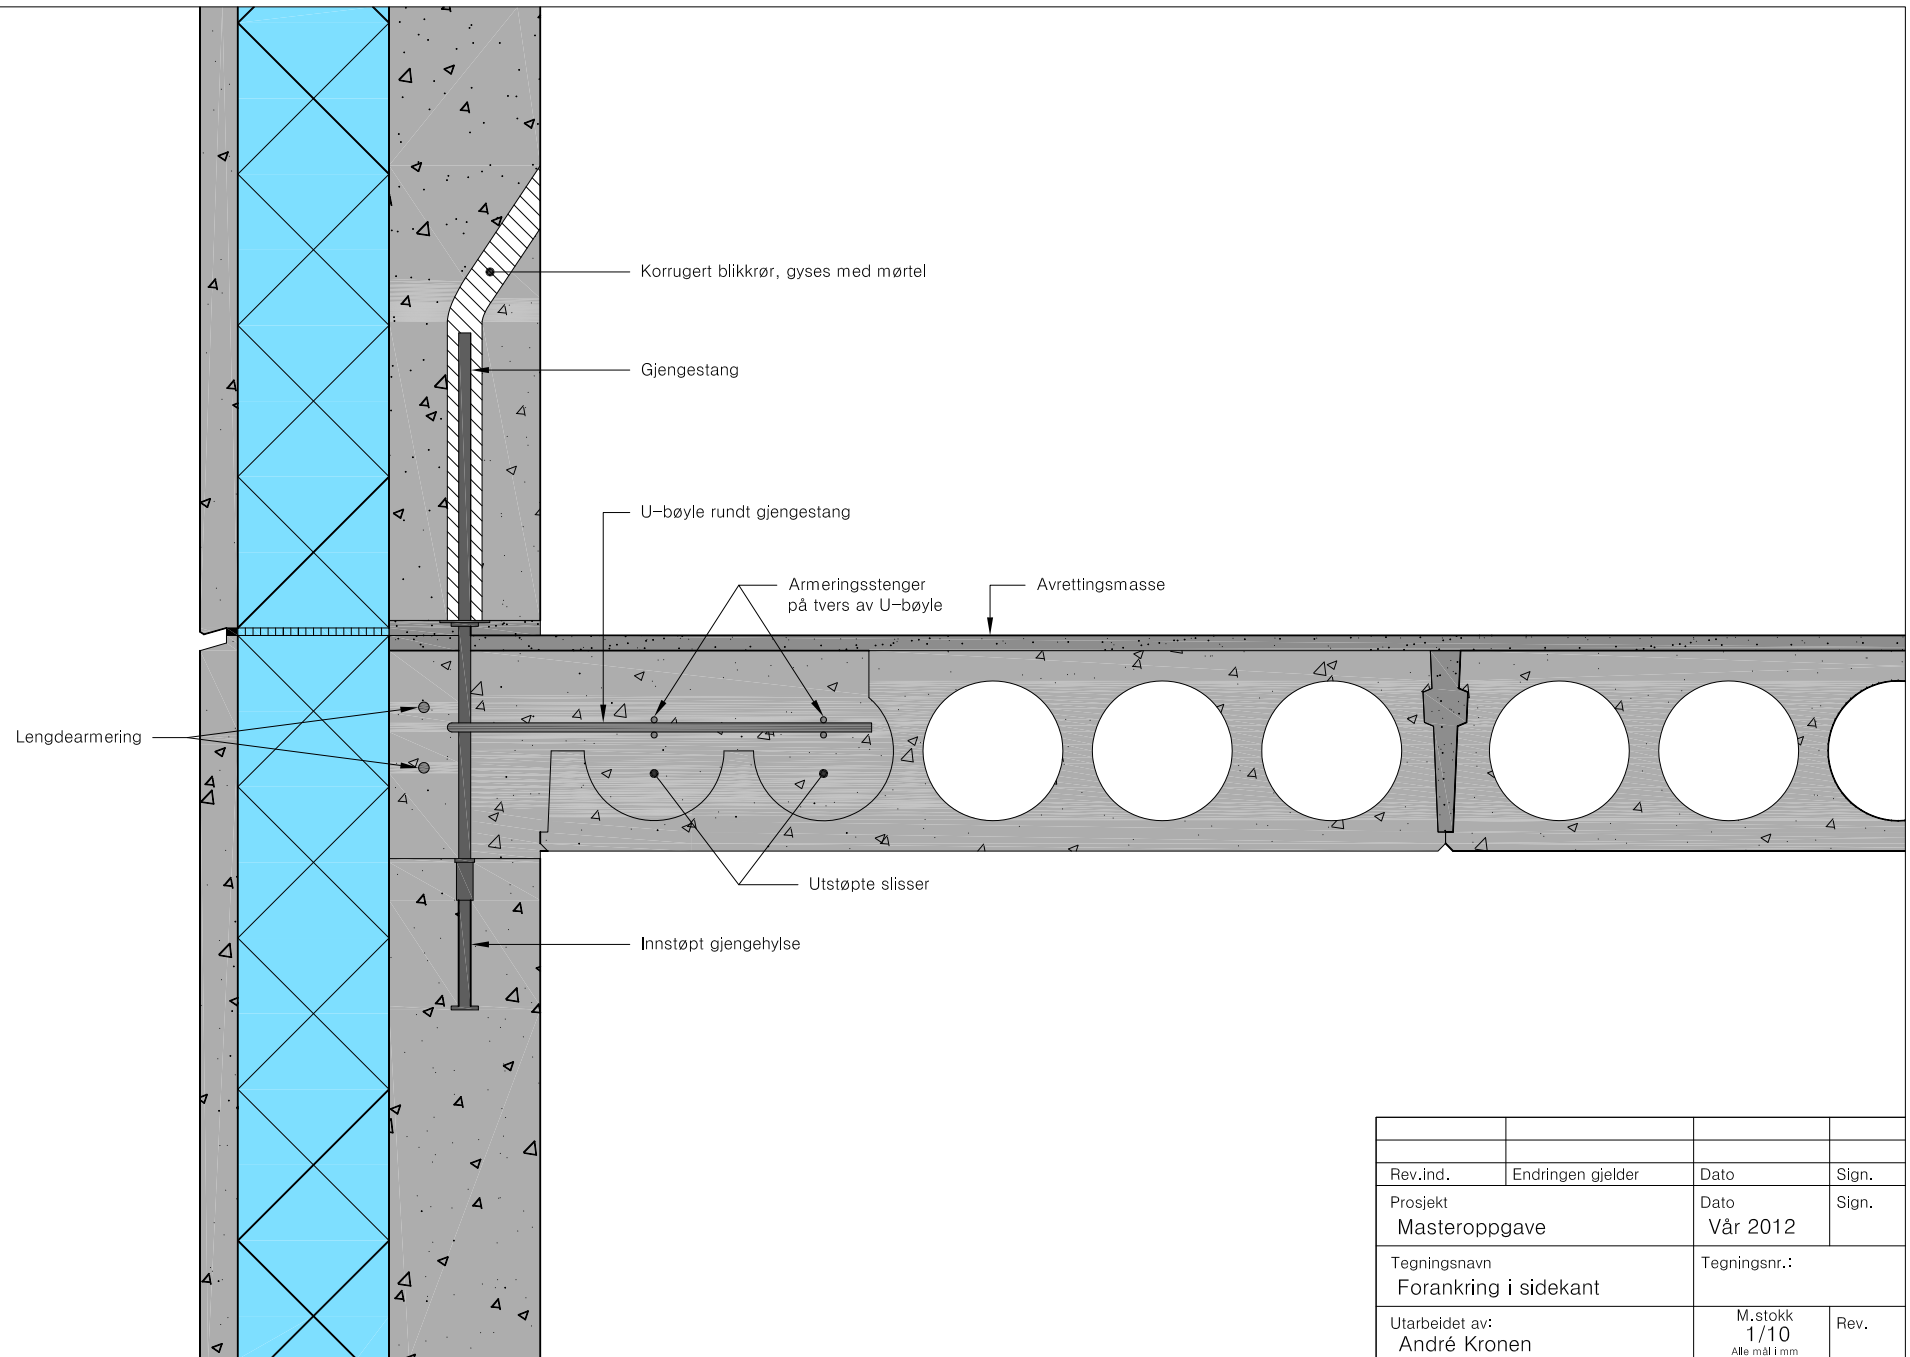 Korrugert blikkrør, gyses med mørtel
Gjengestang
U-bøyle rundt gjengestang
Armeringsstenger
på tvers av U-bøyle
Avrettingsmasse
Lengdearmering
Utstøpte slisser
Innstøpt gjengehylse
Rev.ind. Endringen gjelder Dato Sign.
Prosjekt Dato Sign.
Masteroppgave Vår 2012
Tegningsnavn Tegningsnr.:
Forankring i sidekant
Utarbeidet av: M.stokk Rev.
André Kronen 1/10
Alle mål i mm